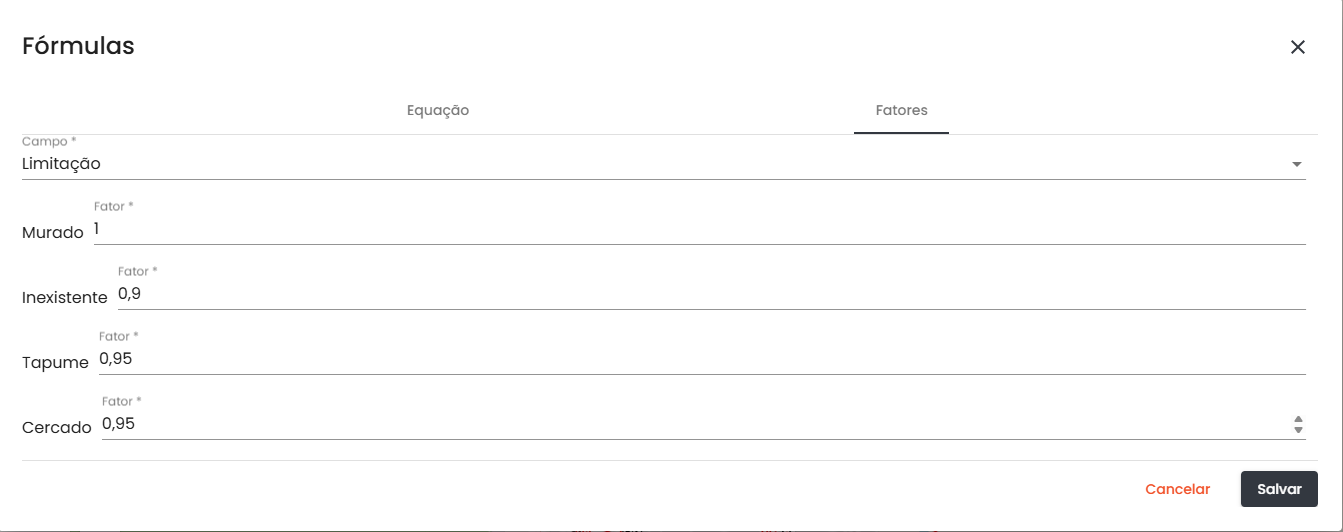 Fórmulas
Equação
Fatores
Campo *
Limitação
Fator *
Murado 1
Fator *
Inexistente 0,9
Fator *
Tapume 0,95
Fator *
Cercado 0,95
Cancelar
Salvar